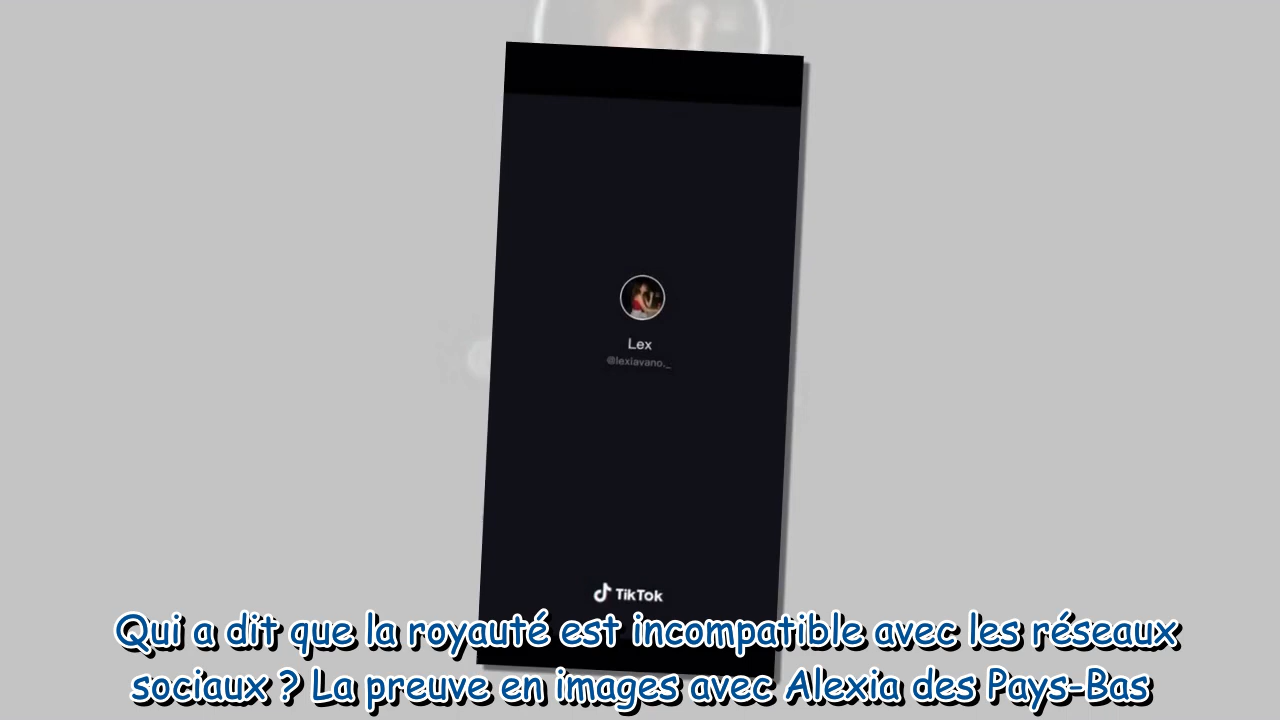 Lex
@lexiavano._
TikTok
Qui a dit que la royauté est incompatible avec les réseaux
sociaux ? La preuve en images avec Alexia des Pays-Bas